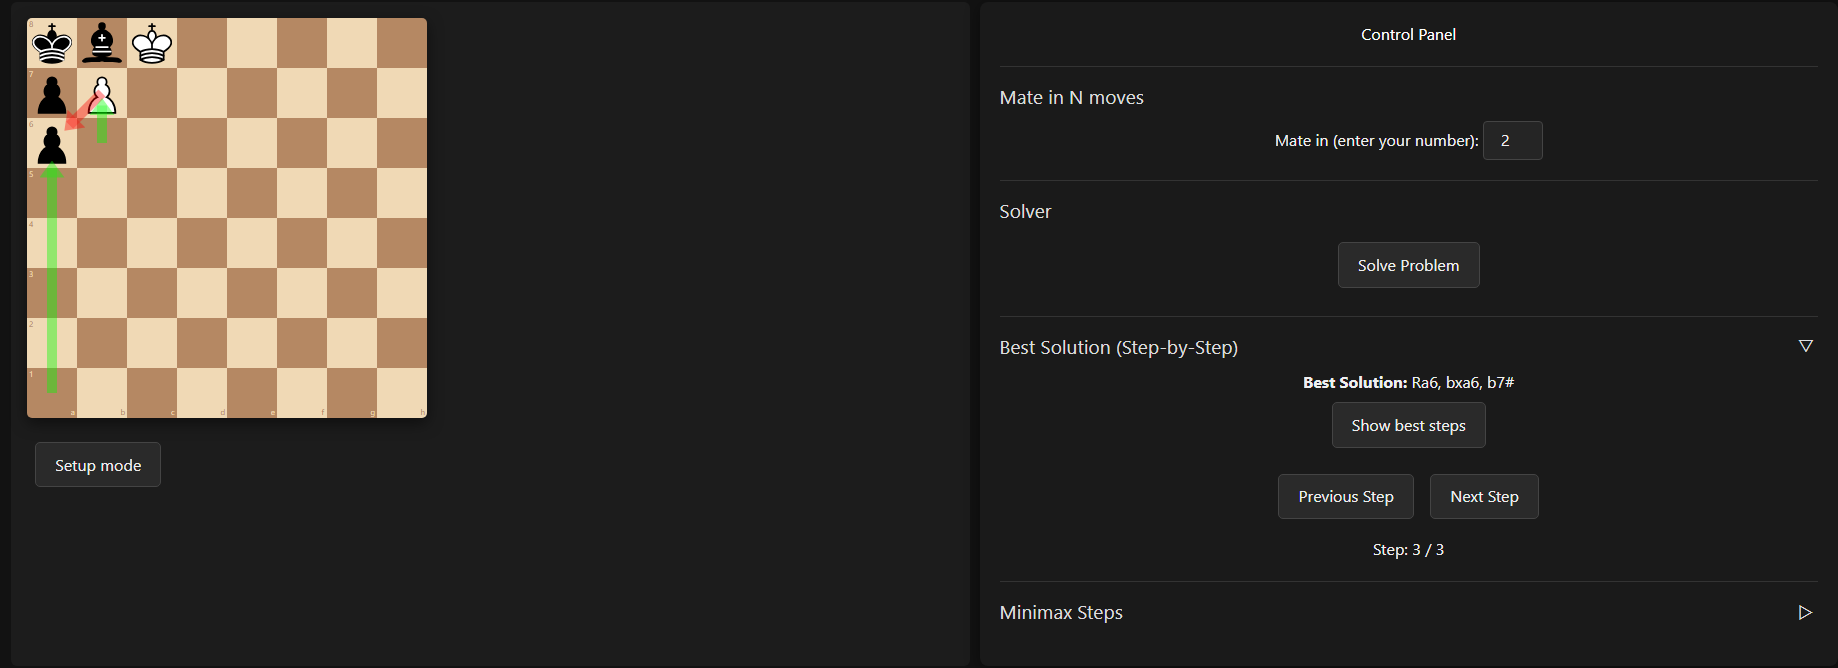 8
7
6
5
4
3
2
1
a b c d e f g h
Setup mode
Control Panel
Mate in N moves
Mate in (enter your number): 2
Solver
Solve Problem
Best Solution (Step-by-Step)
Best Solution: Ra6, bxa6, b7#
Show best steps
Previous Step Next Step
Step: 3 / 3
Minimax Steps